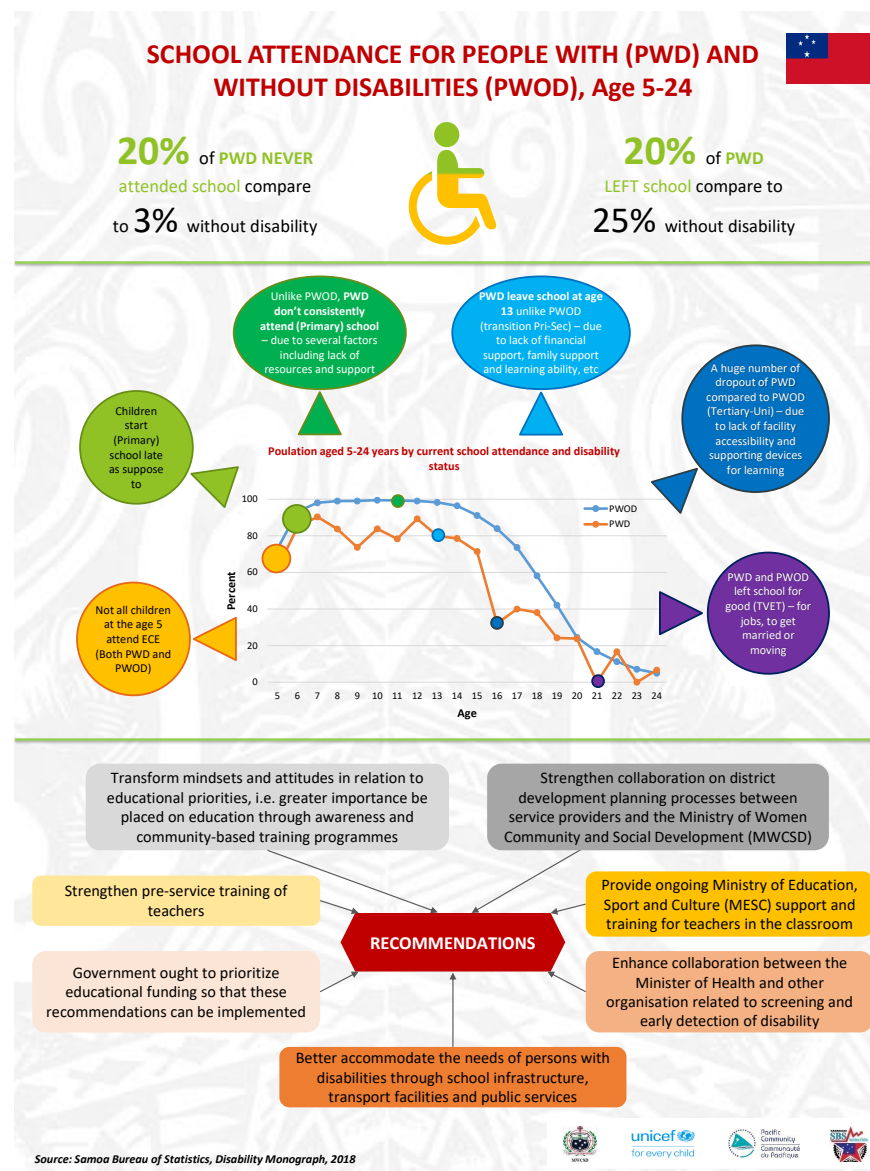 SCHOOL ATTENDANCE FOR PEOPLE WITH (PWD) AND
WITHOUT DISABILITIES (PWOD), Age 5-24
20% of PWD NEVER
attended school compare
to 3% without disability
20% of PWD
LEFT school compare to
25% without disability
Unlike PWOD, PWD
don't consistently
attend (Primary) school
– due to several factors
including lack of
resources and support
PWD leave school at age
13 unlike PWOD
(transition Pri-Sec) – due
to lack of financial
support, family support
and learning ability, etc
A huge number of
dropout of PWD
compared to PWOD
(Tertiary-Uni) – due
to lack of facility
accessibility and
supporting devices
for learning
Children
start
(Primary)
school late
as suppose
to
Not all children
at the age 5
attend ECE
(Both PWD and
PWOD)
PWD and PWOD
left school for
good (TVET) – for
jobs, to get
married or
moving
Poulation aged 5-24 years by current school attendance and disability
status
Percent
100
80
60
40
20
0
PWOD
PWD
5 6 7 8 9 10 11 12 13 14 15 16 17 18 19 20 21 22 23 24
Age
Transform mindsets and attitudes in relation to
educational priorities, i.e. greater importance be
placed on education through awareness and
community-based training programmes
Strengthen collaboration on district
development planning processes between
service providers and the Ministry of Women
Community and Social Development (MWCSD)
Strengthen pre-service training of
teachers
Provide ongoing Ministry of Education,
Sport and Culture (MESC) support and
training for teachers in the classroom
RECOMMENDATIONS
Government ought to prioritize
educational funding so that these
recommendations can be implemented
Enhance collaboration between the
Minister of Health and other
organisation related to screening and
early detection of disability
Better accommodate the needs of persons with
disabilities through school infrastructure,
transport facilities and public services
Source: Samoa Bureau of Statistics, Disability Monograph, 2018
MWCSD
unicef
for every child
Pacific
Community
Communauté
du Pacifique
SBS